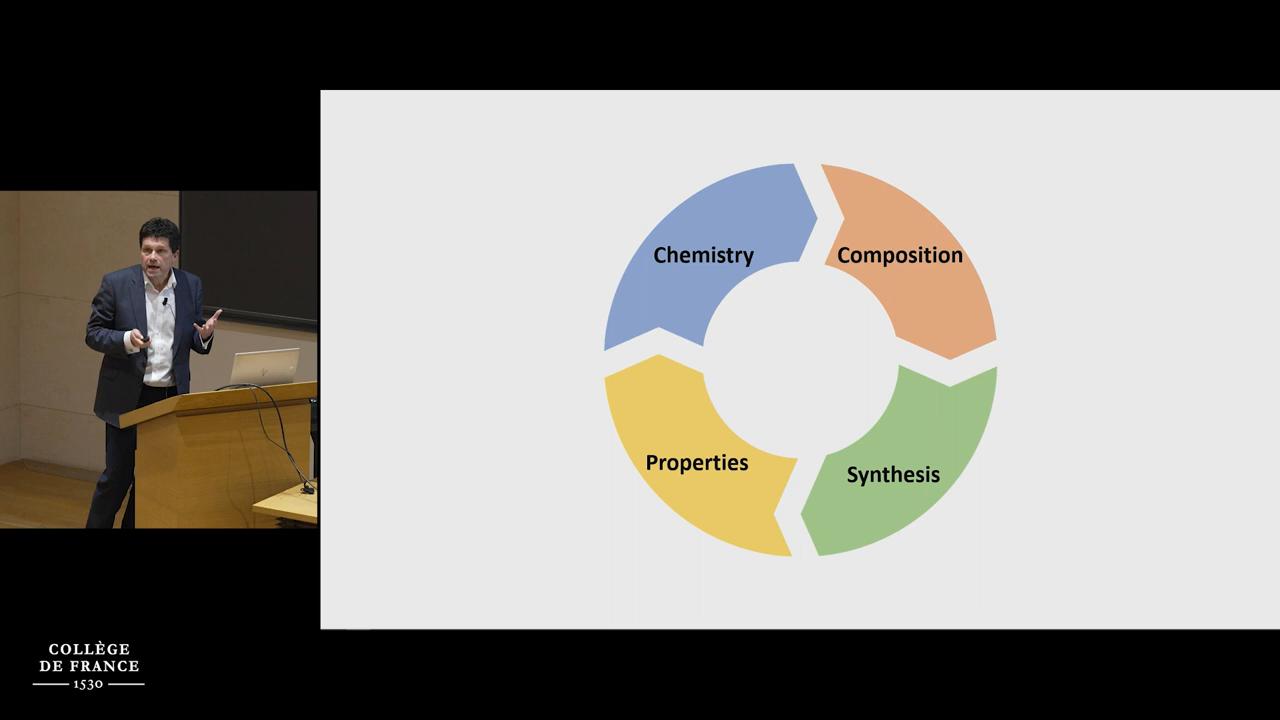 Chemistry
Composition
Properties
Synthesis
COLLÈGE
DE FRANCE
1530